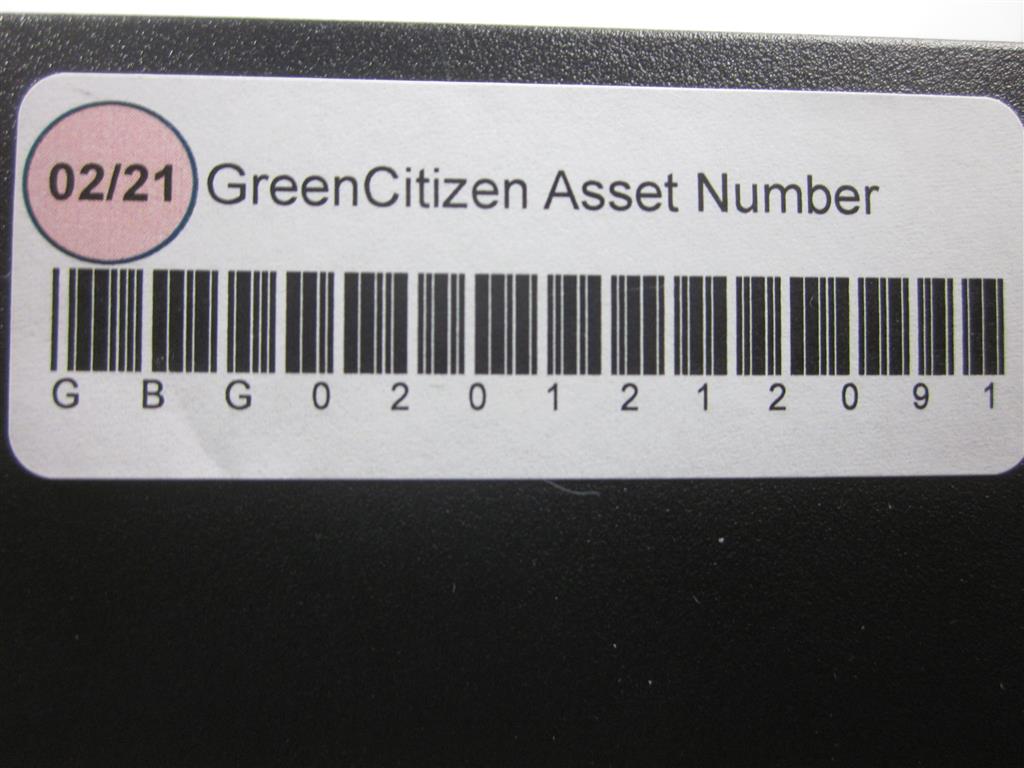 02/21 GreenCitizen Asset Number
G B G 0 2 0 1 2 1 2 0 9 1